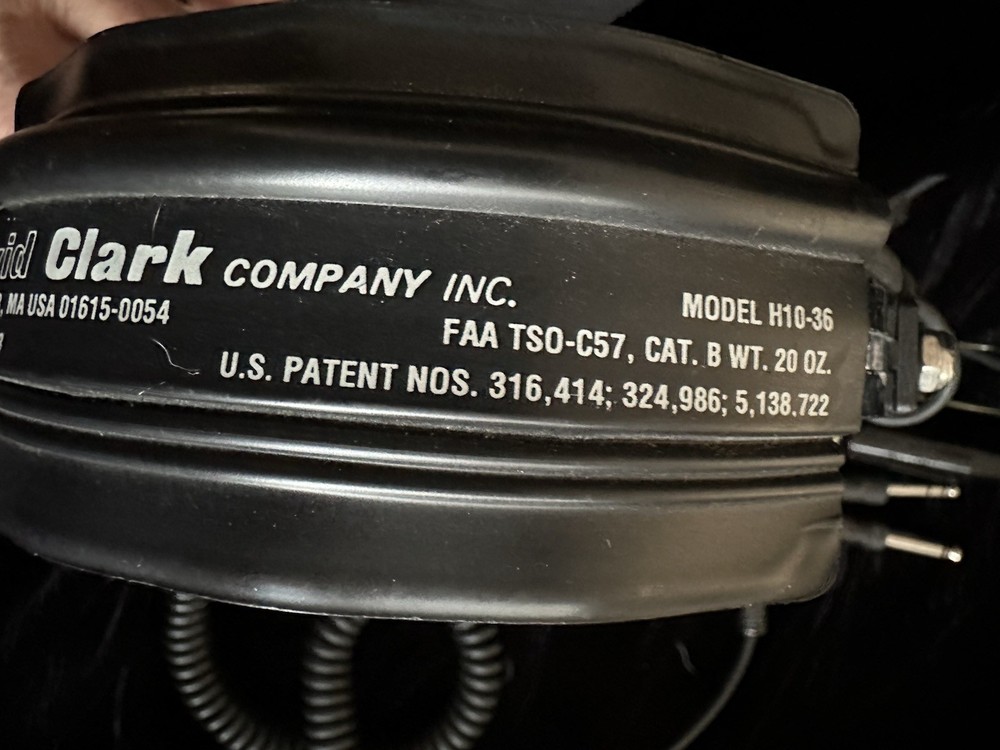 Clark COMPANY INC.
, MA USA 01615-0054
MODEL H10-36
FAA TSO-C57, CAT. B WT. 20 OZ.
U.S. PATENT NOS. 316,414; 324,986; 5,138,722